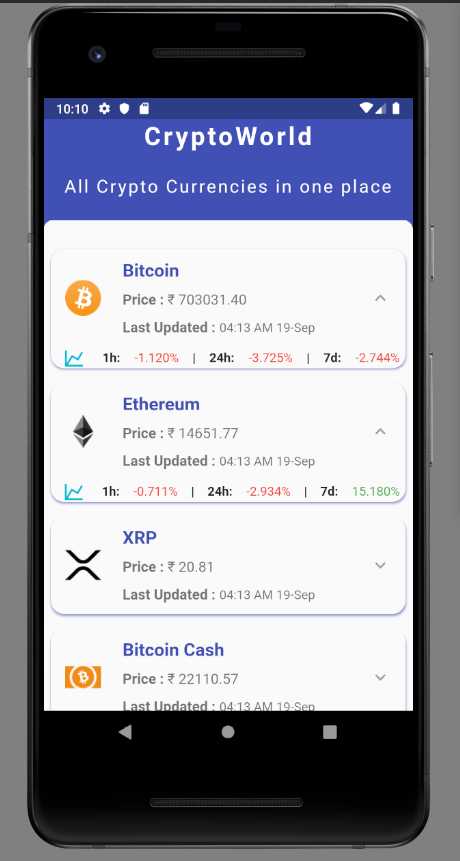 10:10
CryptoWorld
All Crypto Currencies in one place
Bitcoin
Price : ₹ 703031.40
Last Updated : 04:13 AM 19-Sep
1h: -1.120% | 24h: -3.725% | 7d: -2.744%
Ethereum
Price : ₹ 14651.77
Last Updated : 04:13 AM 19-Sep
1h: -0.711% | 24h: -2.934% | 7d: 15.180%
XRP
Price : ₹ 20.81
Last Updated : 04:13 AM 19-Sep
Bitcoin Cash
Price : ₹ 22110.57
Last Updated : 04:13 AM 19-Sep